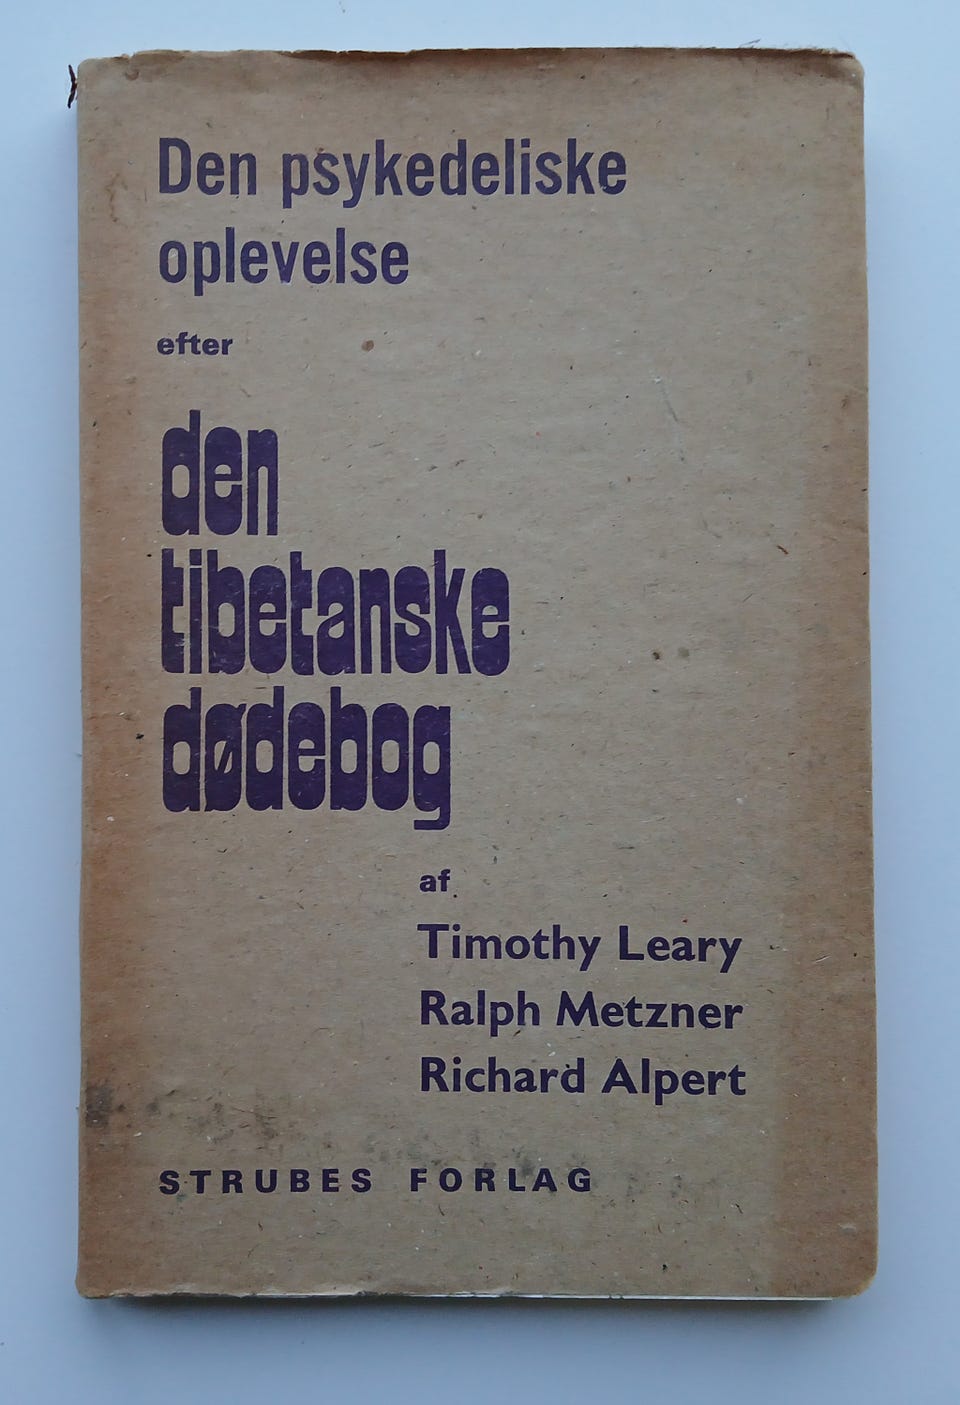 Den psykedeliske
oplevelse
efter
den
tibetanske
dødebog
af
Timothy Leary
Ralph Metzner
Richard Alpert
STRUBES FORLAG